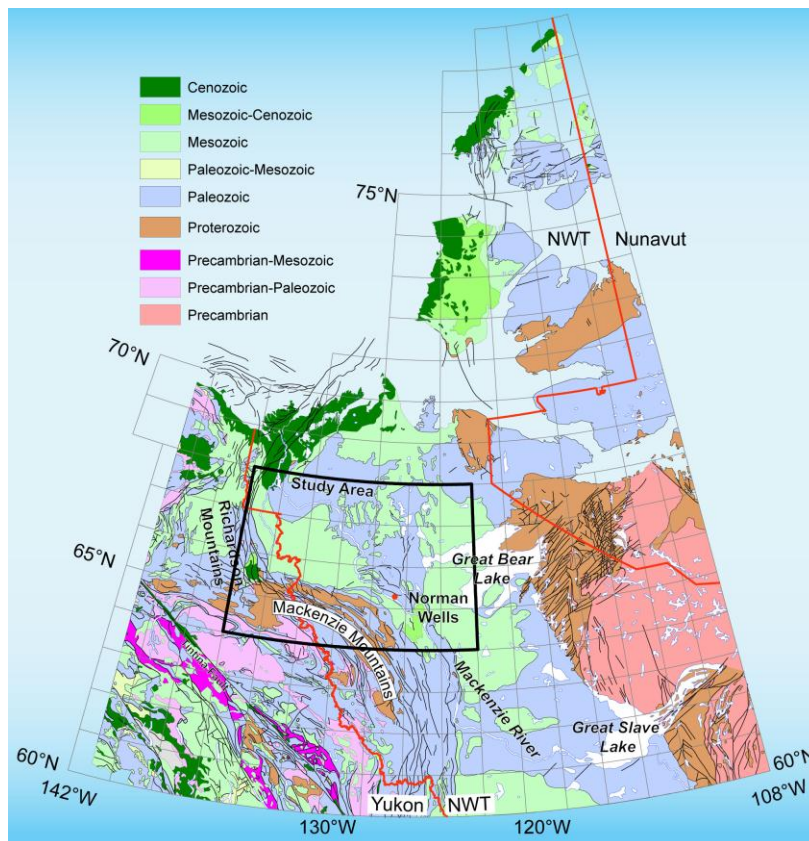 Cenozoic
Mesozoic-Cenozoic
Mesozoic
Paleozoic-Mesozoic
Paleozoic
Proterozoic
Precambrian-Mesozoic
Precambrian-Paleozoic
Precambrian
75°N
NWT
Nunavut
70°N
Study Area
Richardson
Mountains
65°N
Great Bear
Lake
Norman
Wells
Mackenzie Mountains
Mackenzie River
Great Slave
Lake
60°N
142°W
Yukon
NWT
60°N
108°W
130°W
120°W